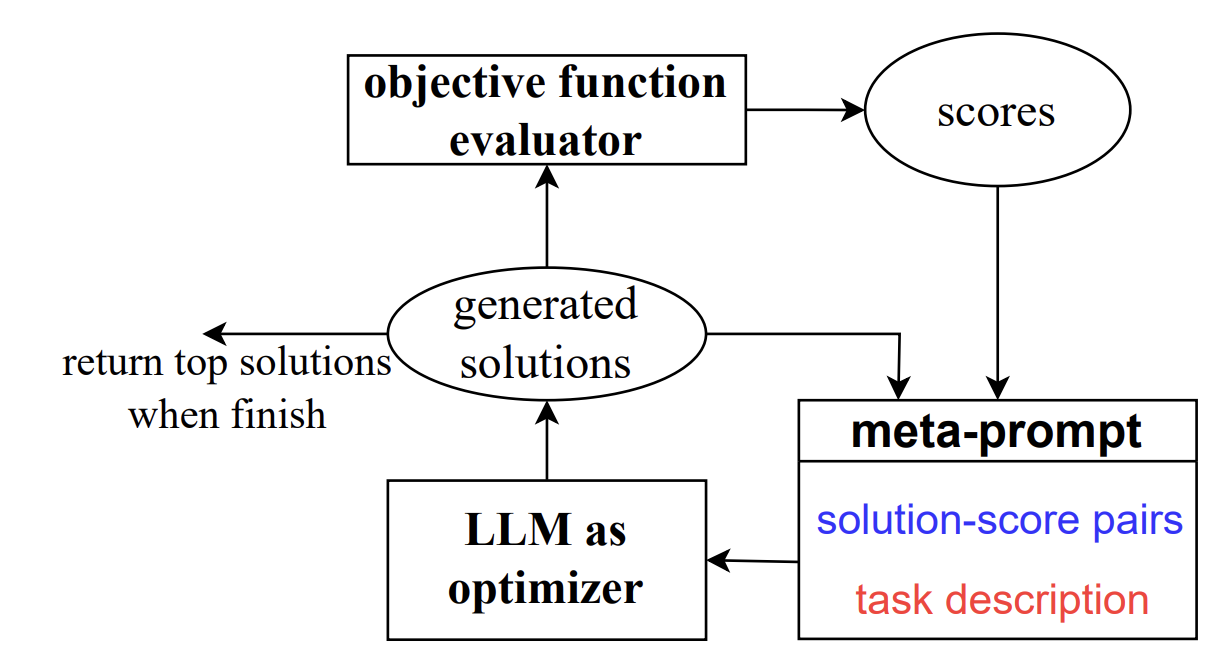 objective function
evaluator
scores
generated
solutions
return top solutions
when finish
meta-prompt
solution-score pairs
task description
LLM as
optimizer